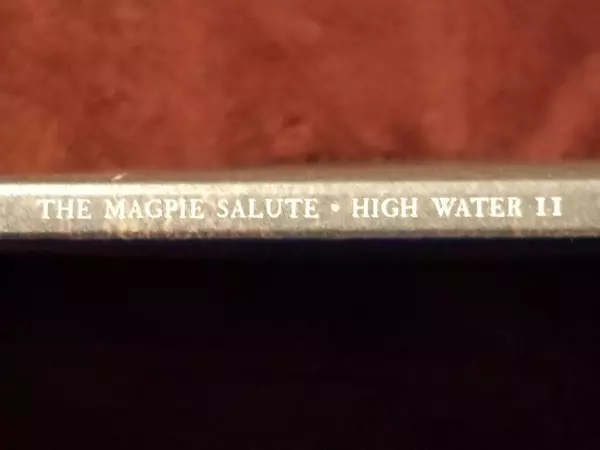 THE MAGPIE SALUTE • HIGH WATER II